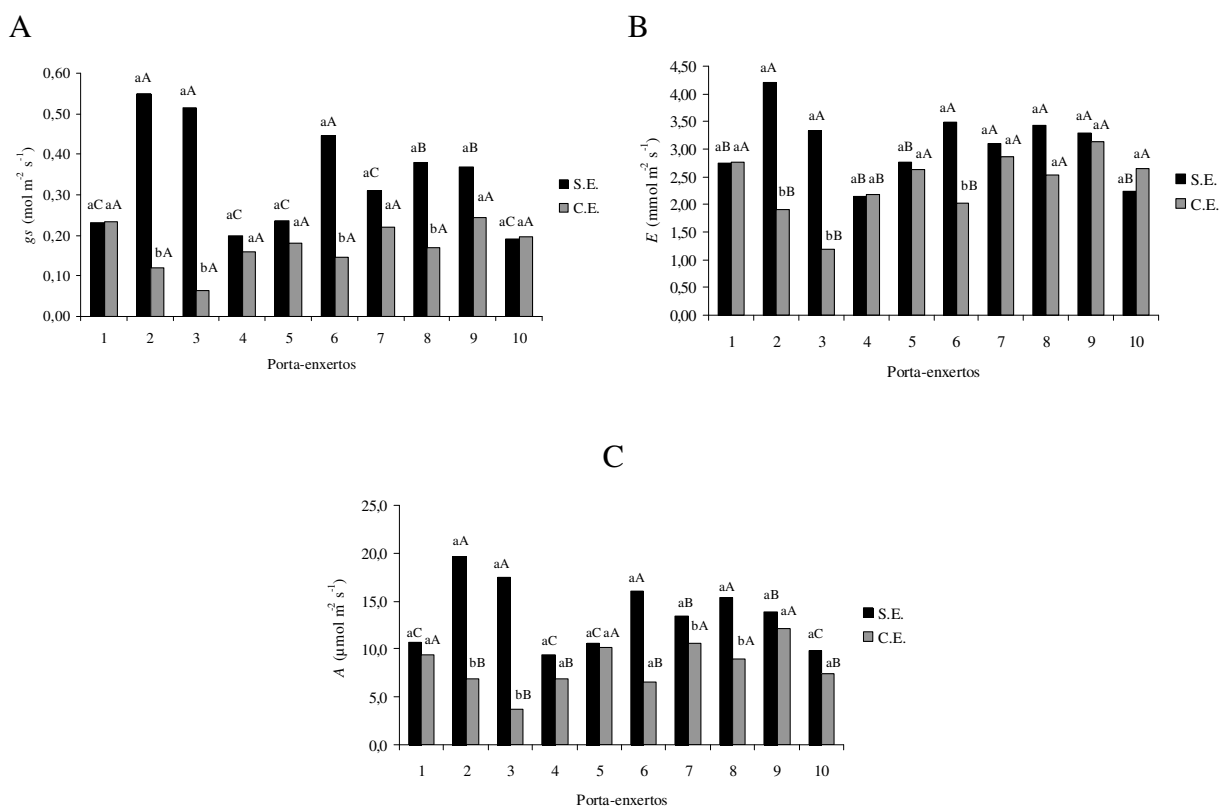 A
gs (mol m⁻² s⁻¹)
0,60
0,50
0,40
0,30
0,20
0,10
0,00
aC aA
aA
bA
aA
bA
aC
aA
aC
aA
aA
bA
aC
aA
aB
bA
aB
aA
aC aA
1 2 3 4 5 6 7 8 9 10
Porta-enxertos
S.E.
C.E.
B
E (mmol m⁻² s⁻¹)
4,50
4,00
3,50
3,00
2,50
2,00
1,50
1,00
0,50
0,00
aB aA
aA
bB
aA
bB
aB aB
aB
aA
aA
bB
aA
aA
aA
aA
aA
aA
aB
aA
1 2 3 4 5 6 7 8 9 10
Porta-enxertos
S.E.
C.E.
C
A (µmol m⁻² s⁻¹)
25,0
20,0
15,0
10,0
5,0
0,0
aC
aA
aA
bB
aA
bB
aC
aB
aC aA
aA
aB
aB
bA
aA
bA
aB
aA
aC
aB
1 2 3 4 5 6 7 8 9 10
Porta-enxertos
S.E.
C.E.